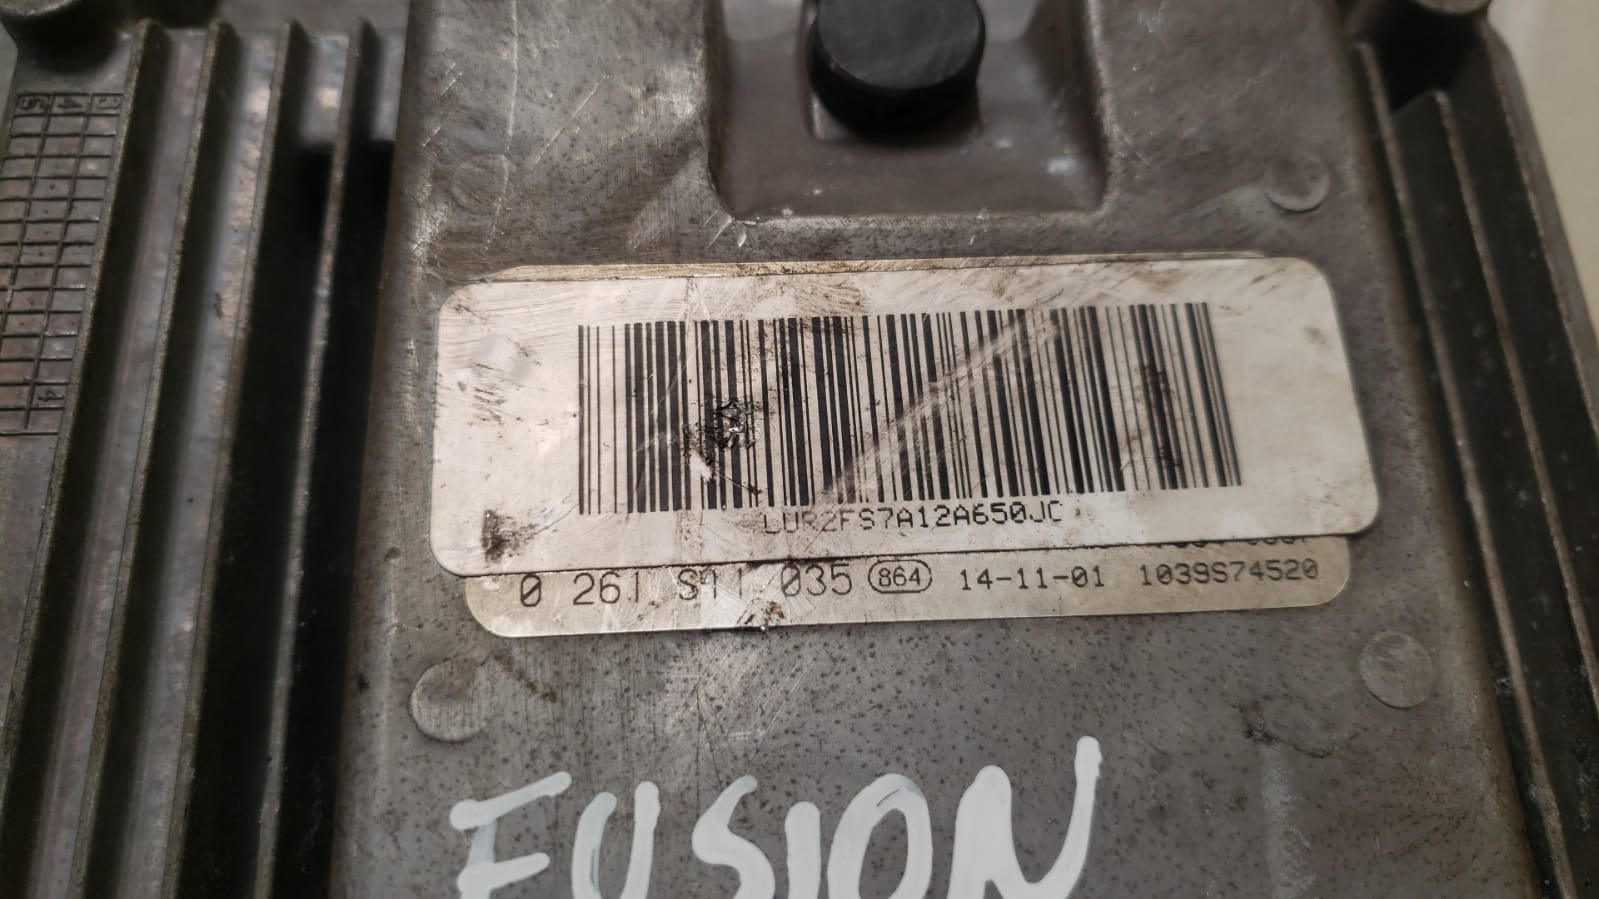 LUR2FS7A12A650JC
0 261 S11 035 864 14-11-01 1039S74520
FUSION